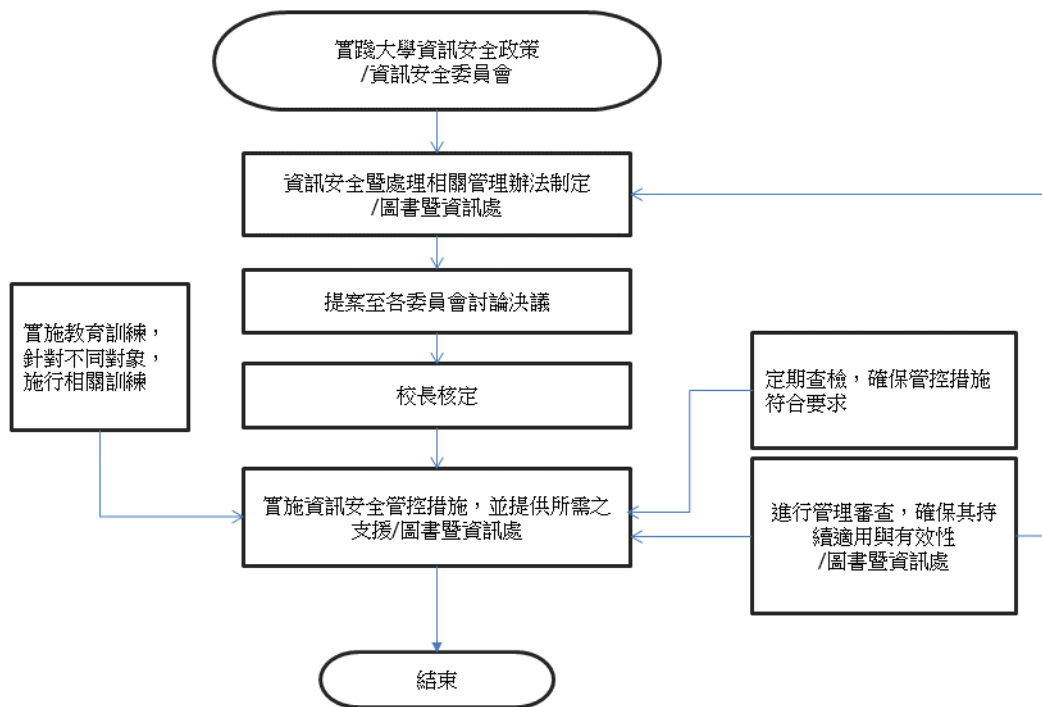 實踐大學資訊安全政策
/資訊安全委員會
資訊安全暨處理相關管理辦法制定
/圖書暨資訊處
提案至各委員會討論決議
校長核定
實施教育訓練，
針對不同對象，
施行相關訓練
定期查檢，確保管控措施
符合要求
實施資訊安全管控措施，並提供所需之
支援/圖書暨資訊處
進行管理審查，確保其持
續適用與有效性
/圖書暨資訊處
結束